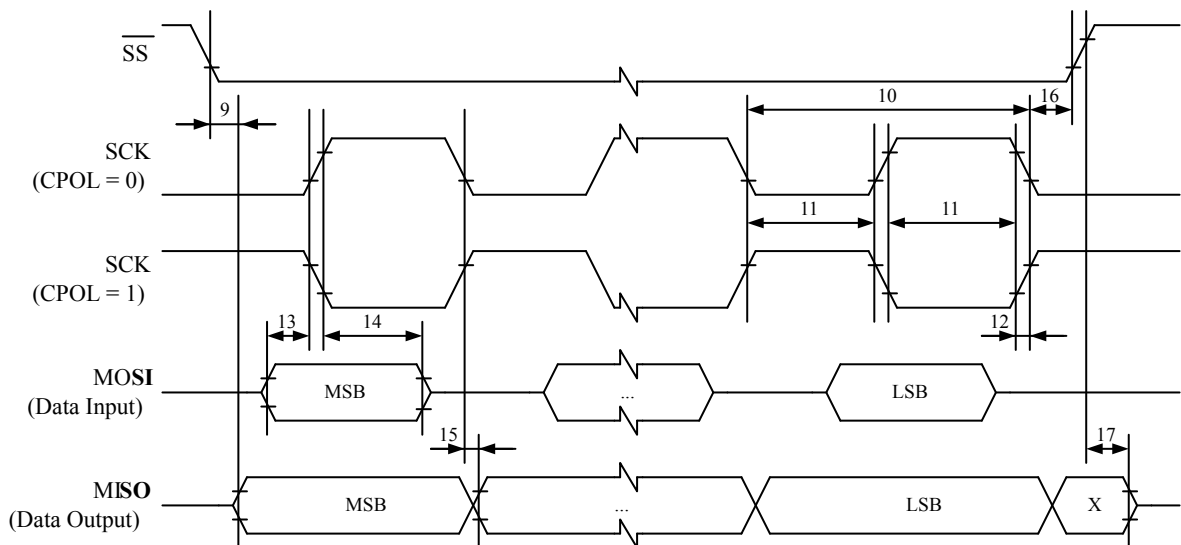 SS
9
10
16
SCK
(CPOL = 0)
11
11
SCK
(CPOL = 1)
13
14
12
MOSI
(Data Input)
MSB
...
LSB
15
17
MISO
(Data Output)
MSB
...
LSB
X